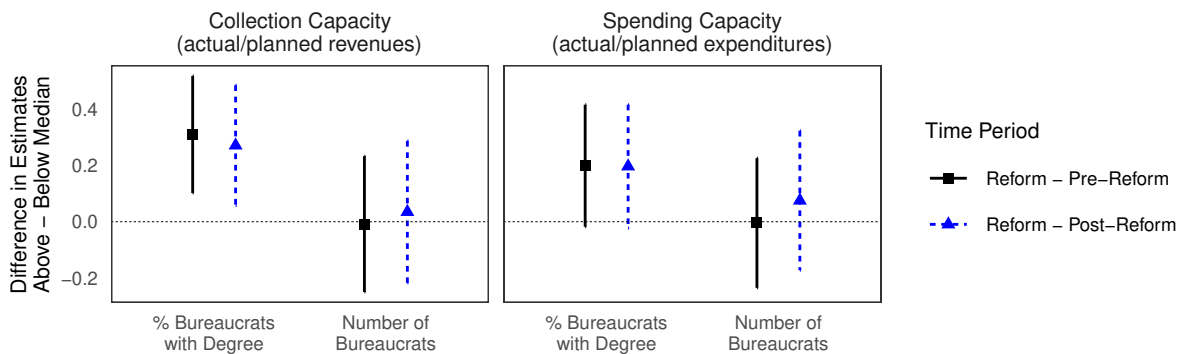 Collection Capacity
(actual/planned revenues)
Spending Capacity
(actual/planned expenditures)
Difference in Estimates
Above − Below Median
0.4
0.2
0.0
−0.2
% Bureaucrats
with Degree
Number of
Bureaucrats
% Bureaucrats
with Degree
Number of
Bureaucrats
Time Period
Reform − Pre−Reform
Reform − Post−Reform